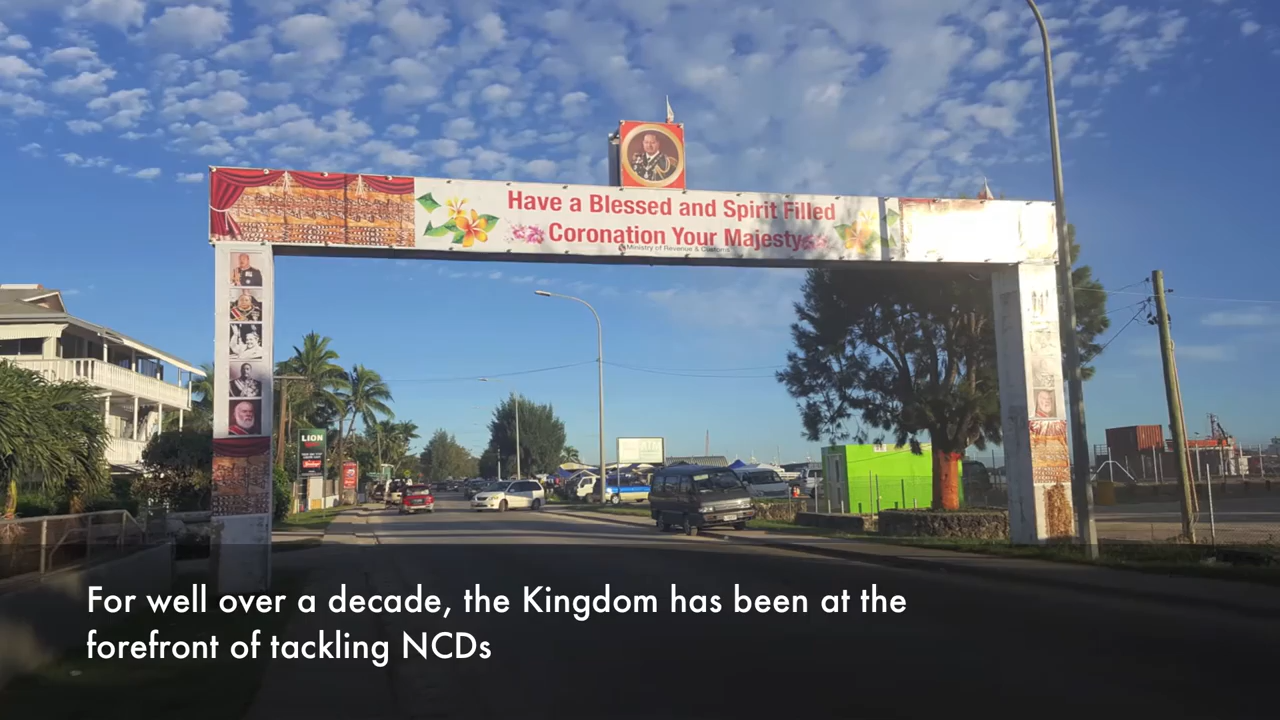 Have a Blessed and Spirit Filled
Coronation Your Majesty
Ministry of Revenue & Customs
LION
For well over a decade, the Kingdom has been at the
forefront of tackling NCDs